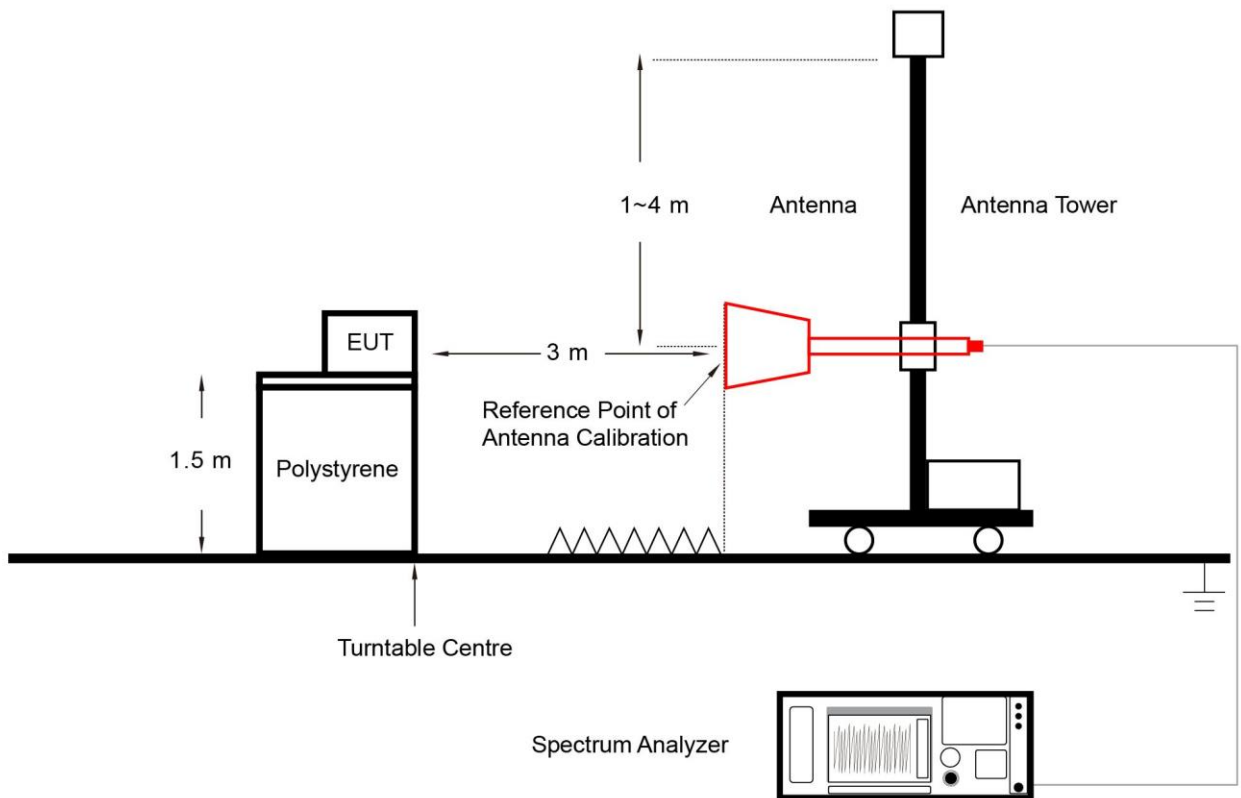 1~4 m
Antenna
Antenna Tower
EUT
3 m
Reference Point of
Antenna Calibration
1.5 m
Polystyrene
Turntable Centre
Spectrum Analyzer